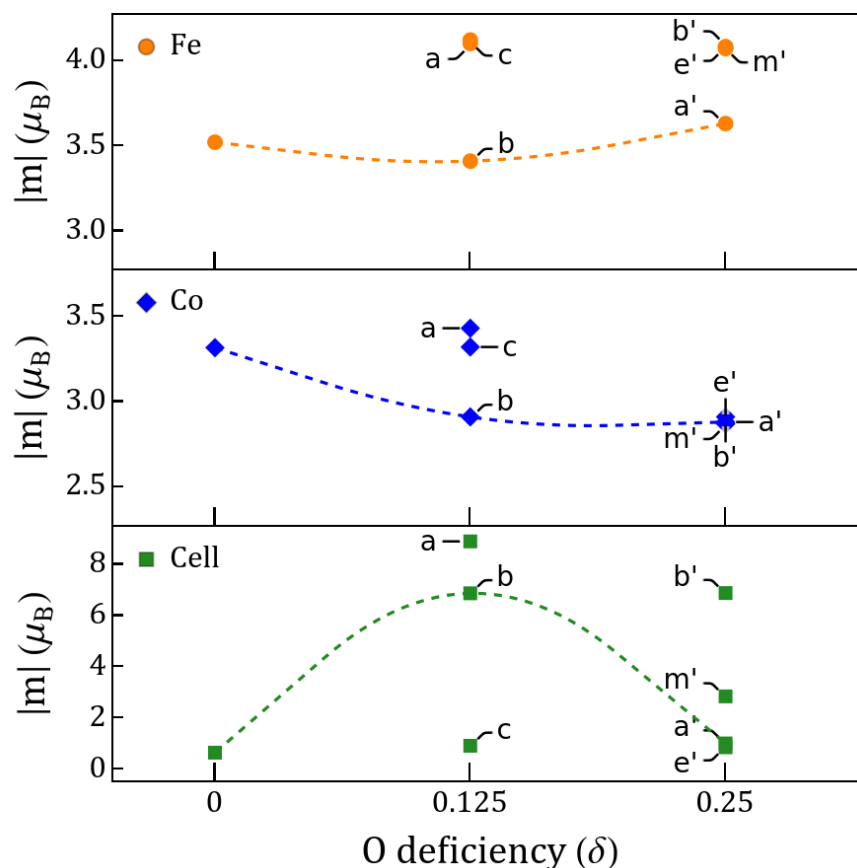 Fe
|m| (μB)
4.0
3.5
3.0
a
c
b
b'
e'
m'
a'
Co
|m| (μB)
3.5
3.0
2.5
a
c
b
e'
a'
m'
b'
Cell
|m| (μB)
8
6
4
2
0
a
b
c
b'
m'
a'
e'
0
0.125
0.25
O deficiency (δ)